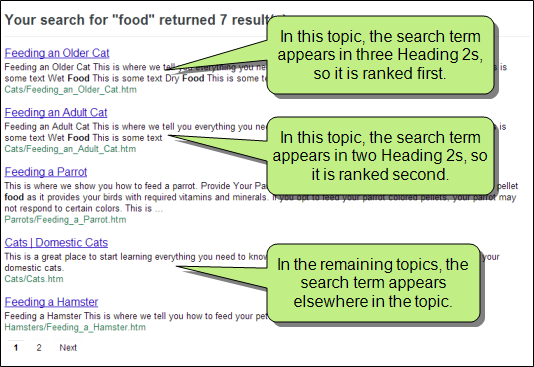 Your search for "food" returned 7 result
In this topic, the search term
appears in three Heading 2s,
so it is ranked first.
Feeding an Older Cat
Feeding an Older Cat This is where we tell you everything you nee
some text Wet Food This is some text Dry Food This is some te
Cats/Feeding_an_Older_Cat.htm
Feeding an Adult Cat
Feeding an Adult Cat This is where we tell you everything you nee is
some text Wet Food This is some text
Cats/Feeding_an_Adult_Cat.htm
In this topic, the search term
appears in two Heading 2s, so
it is ranked second.
Feeding a Parrot
This is where we show you how to feed a parrot. Provide Your Pa pellet
food as it provides your birds with required vitamins and minerals. If you opt to feed your parrot colored pellets, your parrot may
not respond to certain colors. This is ...
Parrots/Feeding_a_Parrot.htm
Cats | Domestic Cats
This is a great place to start learning everything you need to know your
domestic cats.
Cats/Cats.htm
In the remaining topics, the
search term appears
elsewhere in the topic.
Feeding a Hamster
Feeding a Hamster This is where we tell you how to feed your pet
Hamsters/Feeding_a_Hamster.htm
1 2 Next